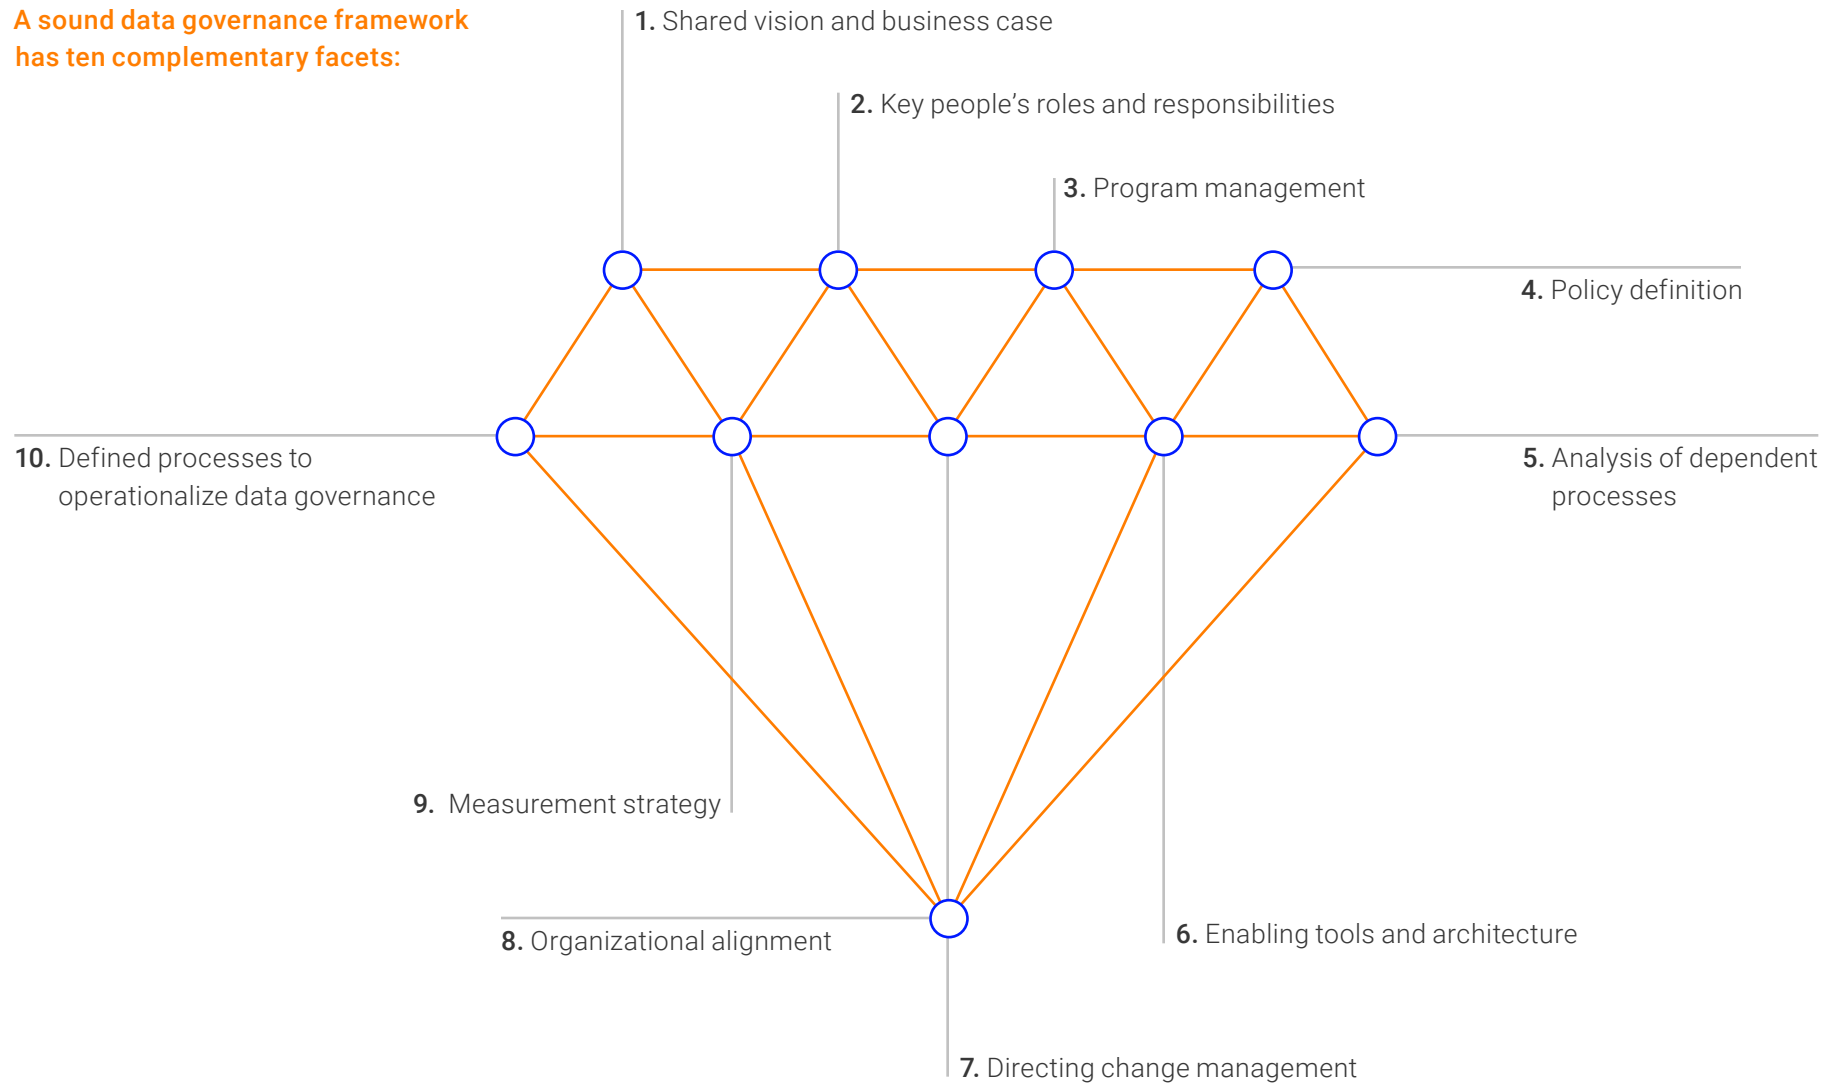 A sound data governance framework
has ten complementary facets:
1. Shared vision and business case
2. Key people’s roles and responsibilities
3. Program management
4. Policy definition
5. Analysis of dependent
processes
10. Defined processes to
operationalize data governance
9. Measurement strategy
8. Organizational alignment
6. Enabling tools and architecture
7. Directing change management